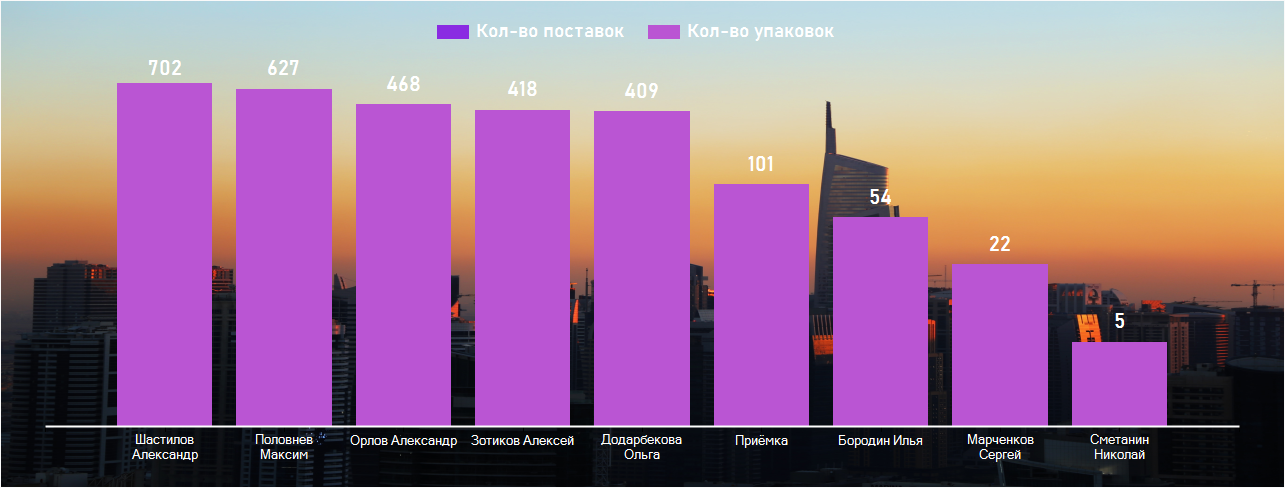 Кол-во поставок Кол-во упаковок
702 627 468 418 409 101 54 22 5
Шастилов Александр
Половнев Максим
Орлов Александр
Зотиков Алексей
Додарбекова Ольга
Приёмка
Бородин Илья
Марченков Сергей
Сметанин Николай